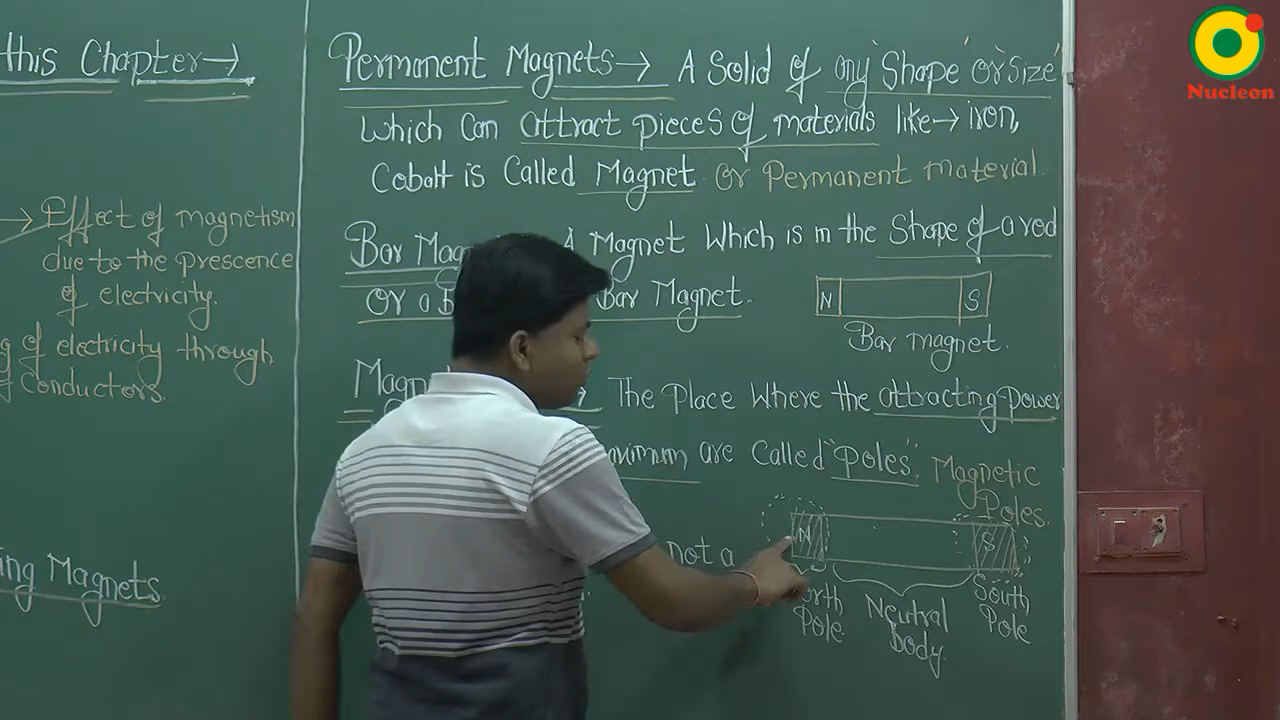 this Chapter→
→ Effect of magnetism
due to the prescence
of electricity.
g of electricity through
f Conductors.
ing Magnets
Permanent Magnets→ A Solid of any Shape or Size
Which Can attract pieces of materials like→ iron,
Cobalt is Called Magnet or Permanent material
Bar Mag A Magnet Which is in the Shape of a rod
Or a B Bar Magnet.
N S
Bar magnet.
Magn The Place Where the attracting power
are Called "Poles". Magnetic
Poles.
N S
not a
orth
Pole.
Neutral
Body
South
Pole
Nucleon